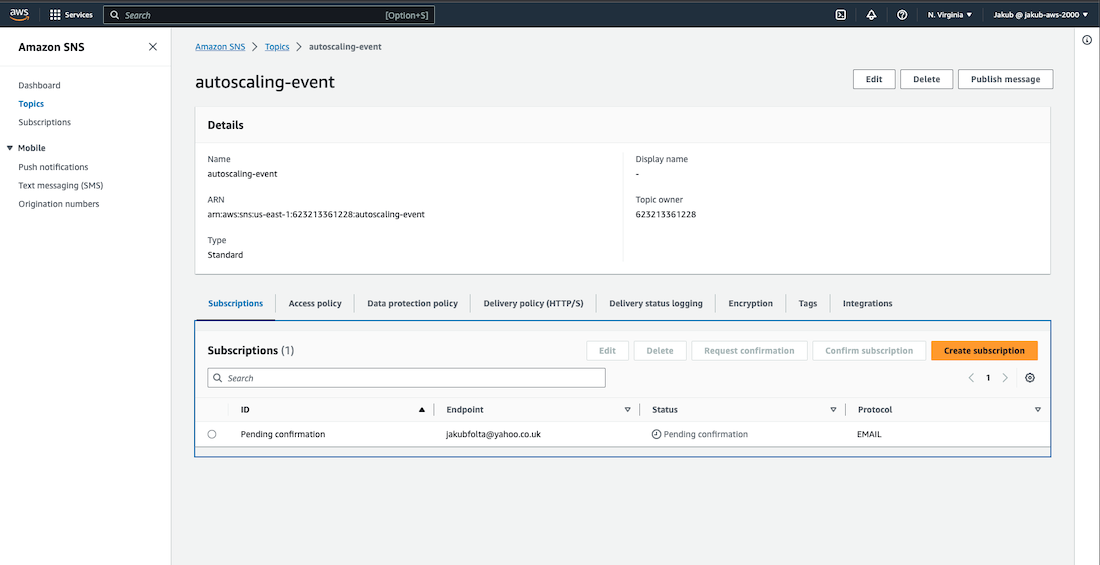 aws Services Search [Option+S] N. Virginia Jakub @ jakub-aws-2000
Amazon SNS
Dashboard
Topics
Subscriptions
Mobile
Push notifications
Text messaging (SMS)
Origination numbers
Amazon SNS Topics autoscaling-event
autoscaling-event
Edit Delete Publish message
Details
Name
autoscaling-event
ARN
arn:aws:sns:us-east-1:623213361228:autoscaling-event
Type
Standard
Display name
-
Topic owner
623213361228
Subscriptions Access policy Data protection policy Delivery policy (HTTP/S) Delivery status logging Encryption Tags Integrations
Subscriptions (1)
Edit Delete Request confirmation Confirm subscription Create subscription
Search
1
ID Endpoint Status Protocol
Pending confirmation jakubfolta@yahoo.co.uk Pending confirmation EMAIL